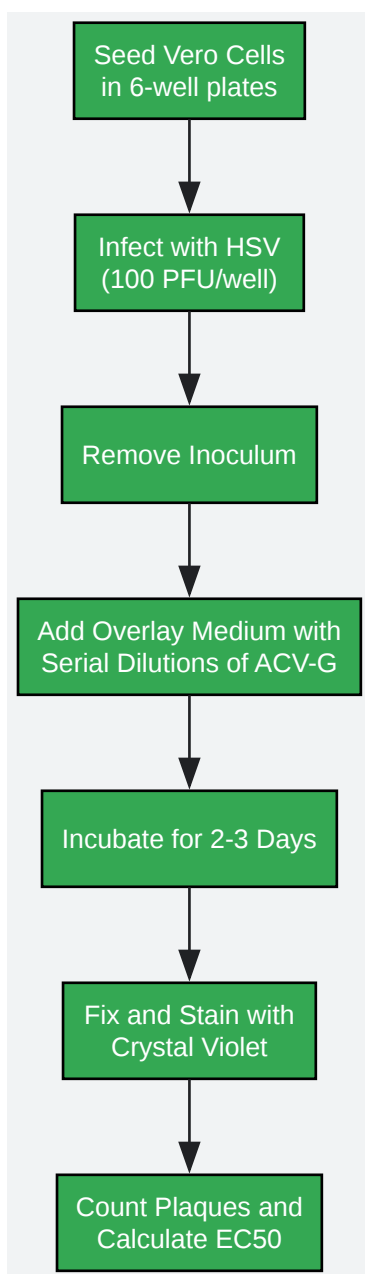 Seed Vero Cells
in 6-well plates
Infect with HSV
(100 PFU/well)
Remove Inoculum
Add Overlay Medium with
Serial Dilutions of ACV-G
Incubate for 2-3 Days
Fix and Stain with
Crystal Violet
Count Plaques and
Calculate EC50